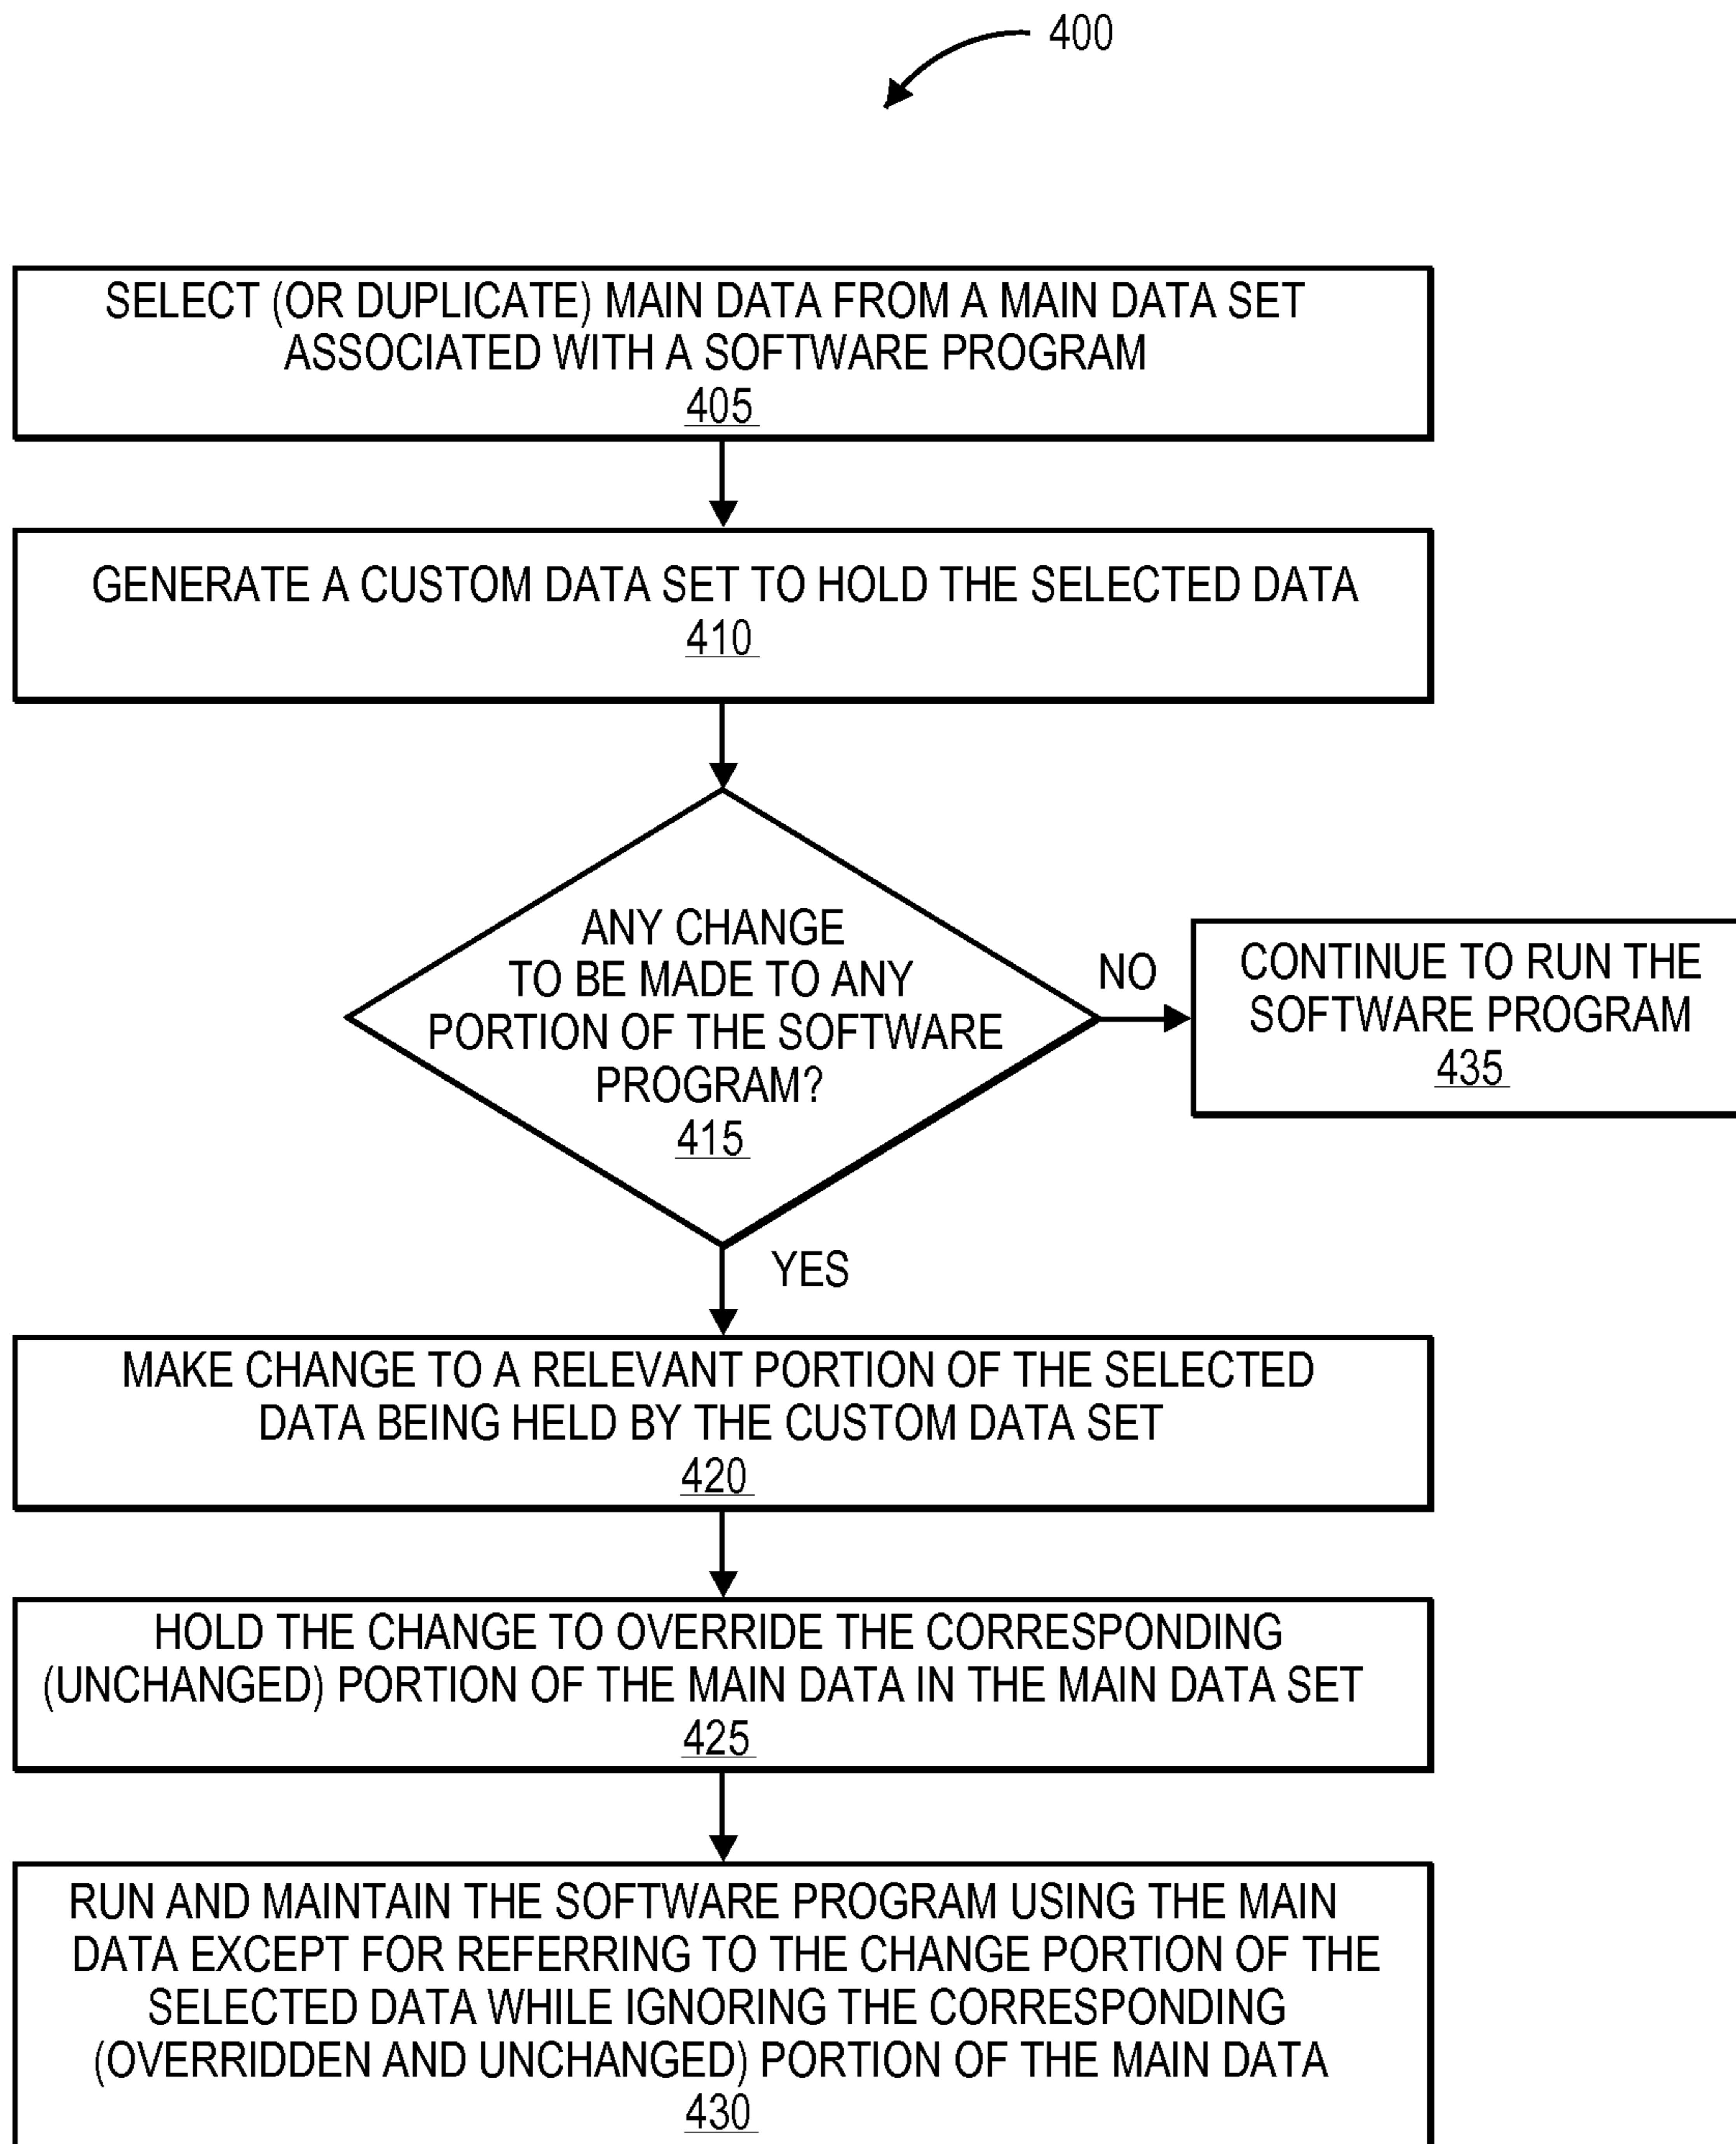 400
SELECT (OR DUPLICATE) MAIN DATA FROM A MAIN DATA SET
ASSOCIATED WITH A SOFTWARE PROGRAM
405
GENERATE A CUSTOM DATA SET TO HOLD THE SELECTED DATA
410
ANY CHANGE
TO BE MADE TO ANY
PORTION OF THE SOFTWARE
PROGRAM?
415
NO
CONTINUE TO RUN THE
SOFTWARE PROGRAM
435
YES
MAKE CHANGE TO A RELEVANT PORTION OF THE SELECTED
DATA BEING HELD BY THE CUSTOM DATA SET
420
HOLD THE CHANGE TO OVERRIDE THE CORRESPONDING
(UNCHANGED) PORTION OF THE MAIN DATA IN THE MAIN DATA SET
425
RUN AND MAINTAIN THE SOFTWARE PROGRAM USING THE MAIN
DATA EXCEPT FOR REFERRING TO THE CHANGE PORTION OF THE
SELECTED DATA WHILE IGNORING THE CORRESPONDING
(OVERRIDDEN AND UNCHANGED) PORTION OF THE MAIN DATA
430